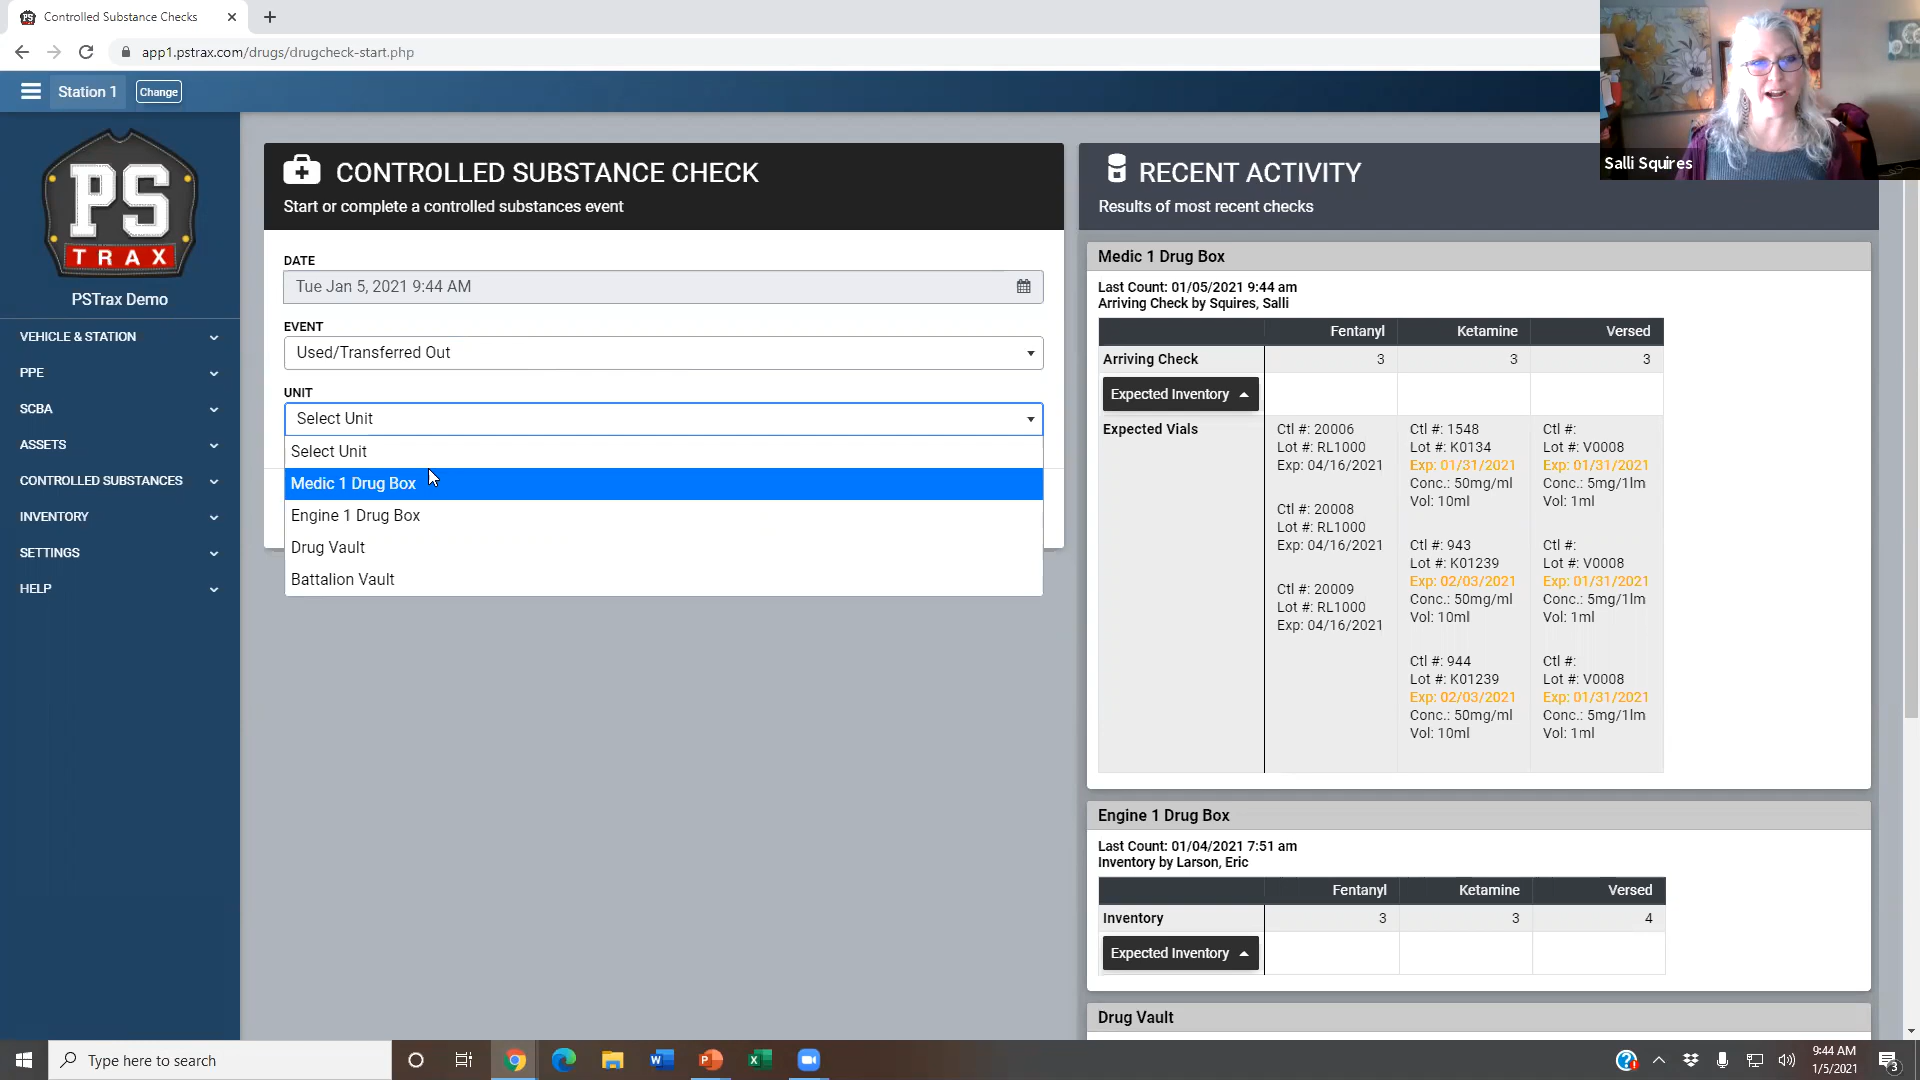 Controlled Substance Checks
app1.pstrax.com/drugs/drugcheck-start.php
Station 1 Change
PS
TRAX
PSTrax Demo
VEHICLE & STATION
PPE
SCBA
ASSETS
CONTROLLED SUBSTANCES
INVENTORY
SETTINGS
HELP
CONTROLLED SUBSTANCE CHECK
Start or complete a controlled substances event
DATE
Tue Jan 5, 2021 9:44 AM
EVENT
Used/Transferred Out
UNIT
Select Unit
Select Unit
Medic 1 Drug Box
Engine 1 Drug Box
Drug Vault
Battalion Vault
RECENT ACTIVITY
Results of most recent checks
Medic 1 Drug Box
Last Count: 01/05/2021 9:44 am
Arriving Check by Squires, Salli
Fentanyl Ketamine Versed
Arriving Check 3 3 3
Expected Inventory
Expected Vials
Ctl #: 20006
Lot #: RL1000
Exp: 04/16/2021
Ctl #: 20008
Lot #: RL1000
Exp: 04/16/2021
Ctl #: 20009
Lot #: RL1000
Exp: 04/16/2021
Ctl #: 1548
Lot #: K0134
Exp: 01/31/2021
Conc.: 50mg/ml
Vol: 10ml
Ctl #: 943
Lot #: K01239
Exp: 02/03/2021
Conc.: 50mg/ml
Vol: 10ml
Ctl #: 944
Lot #: K01239
Exp: 02/03/2021
Conc.: 50mg/ml
Vol: 10ml
Ctl #:
Lot #: V0008
Exp: 01/31/2021
Conc.: 5mg/1lm
Vol: 1ml
Ctl #:
Lot #: V0008
Exp: 01/31/2021
Conc.: 5mg/1lm
Vol: 1ml
Ctl #:
Lot #: V0008
Exp: 01/31/2021
Conc.: 5mg/1lm
Vol: 1ml
Engine 1 Drug Box
Last Count: 01/04/2021 7:51 am
Inventory by Larson, Eric
Fentanyl Ketamine Versed
Inventory 3 3 4
Expected Inventory
Drug Vault
Salli Squires
Type here to search
9:44 AM
1/5/2021
3